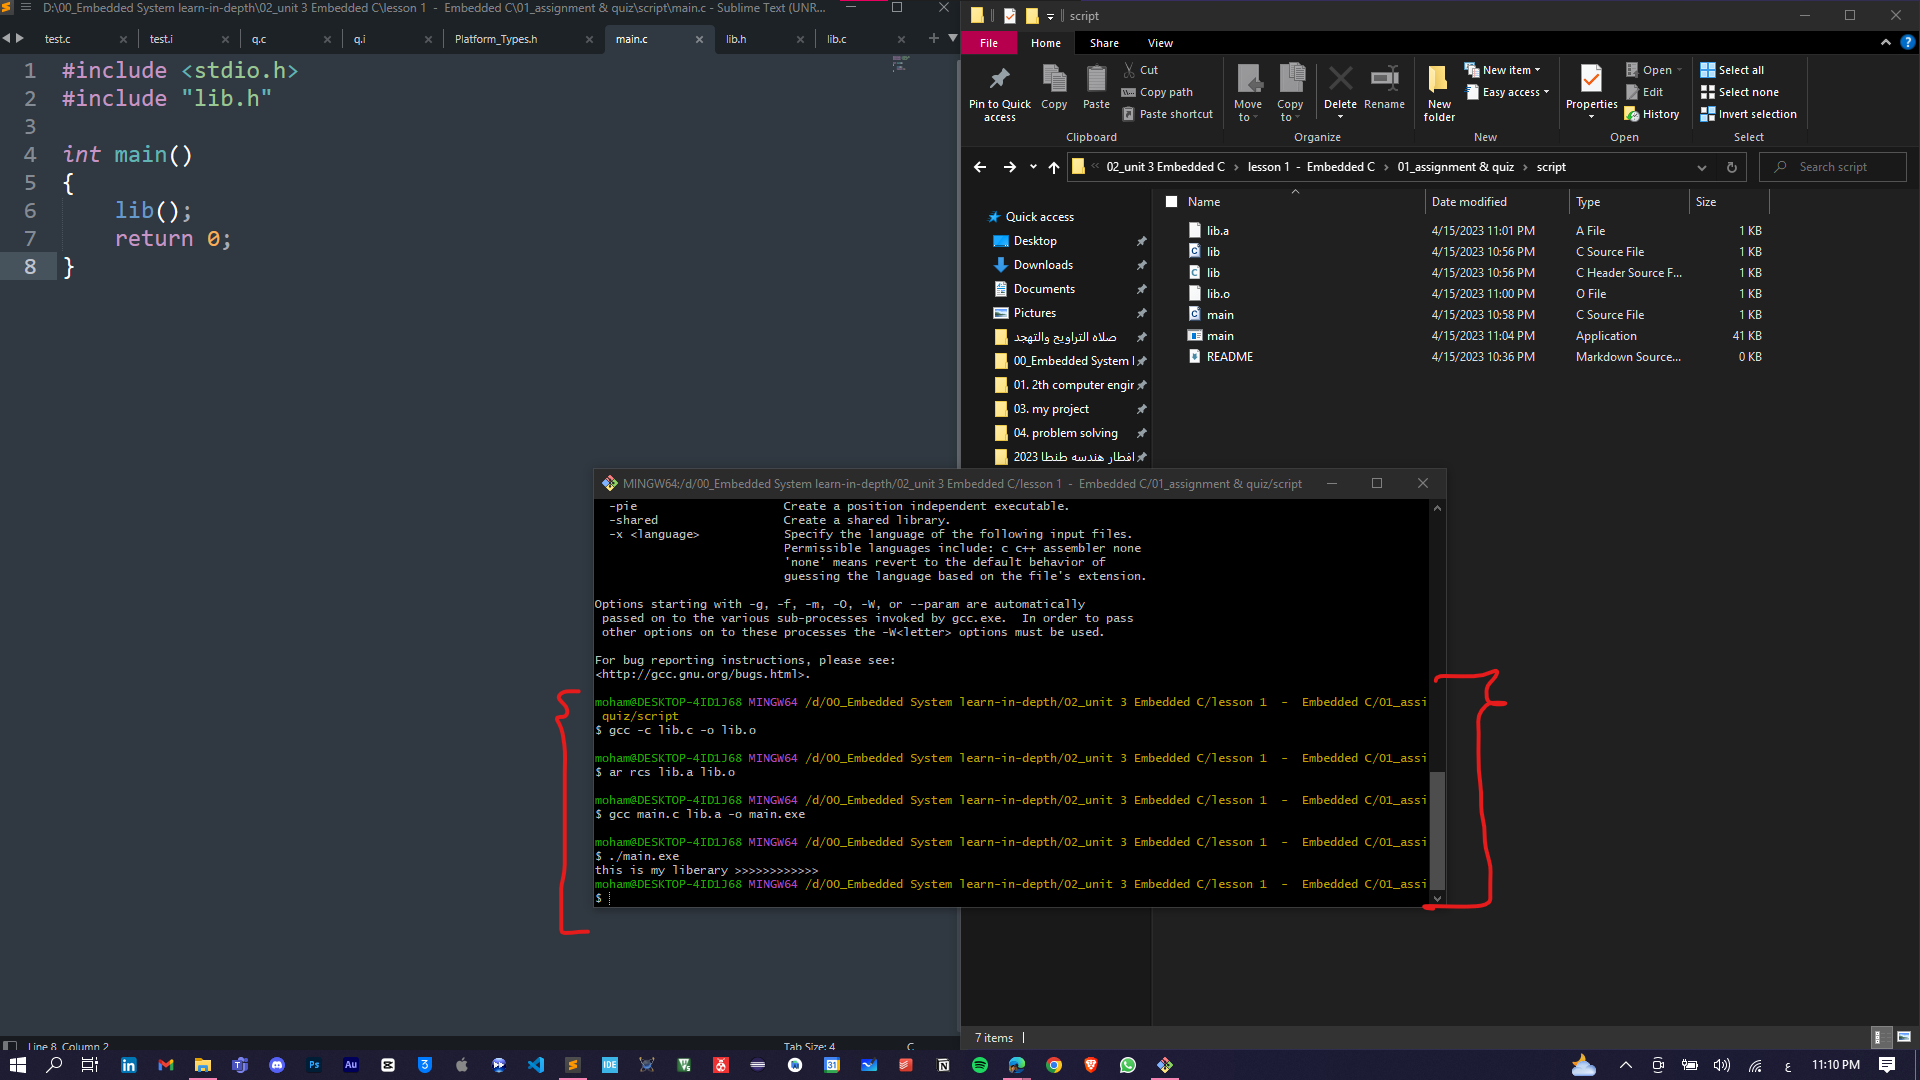 D:\00_Embedded System learn-in-depth\02_unit 3 Embedded C\lesson 1  -  Embedded C\01_assignment & quiz\script\main.c - Sublime Text (UNR...
test.c
test.i
q.c
q.i
Platform_Types.h
main.c
lib.h
lib.c
1 #include <stdio.h>
2 #include "lib.h"
3
4 int main()
5 {
6     lib();
7     return 0;
8 }
script
File
Home
Share
View
Pin to Quick access
Copy
Paste
Cut
Copy path
Paste shortcut
Clipboard
Move to
Copy to
Delete
Rename
Organize
New folder
New item
Easy access
New
Properties
Open
Edit
History
Open
Select all
Select none
Invert selection
Select
« 02_unit 3 Embedded C > lesson 1  -  Embedded C > 01_assignment & quiz > script
Search script
Quick access
Desktop
Downloads
Documents
Pictures
صلاه التراويح والتهجد
00_Embedded System l
01. 2th computer engir
03. my project
04. problem solving
افطار هندسه طنطا 2023
Name Date modified Type Size
lib.a 4/15/2023 11:01 PM A File 1 KB
lib 4/15/2023 10:56 PM C Source File 1 KB
lib 4/15/2023 10:56 PM C Header Source F... 1 KB
lib.o 4/15/2023 11:00 PM O File 1 KB
main 4/15/2023 10:58 PM C Source File 1 KB
main 4/15/2023 11:04 PM Application 41 KB
README 4/15/2023 10:36 PM Markdown Source... 0 KB
MINGW64:/d/00_Embedded System learn-in-depth/02_unit 3 Embedded C/lesson 1  -  Embedded C/01_assignment & quiz/script
-pie Create a position independent executable.
-shared Create a shared library.
-x <language> Specify the language of the following input files.
Permissible languages include: c c++ assembler none
'none' means revert to the default behavior of
guessing the language based on the file's extension.
Options starting with -g, -f, -m, -O, -W, or --param are automatically
passed on to the various sub-processes invoked by gcc.exe.  In order to pass
other options on to these processes the -W<letter> options must be used.
For bug reporting instructions, please see:
<http://gcc.gnu.org/bugs.html>.
moham@DESKTOP-4ID1J68 MINGW64 /d/00_Embedded System learn-in-depth/02_unit 3 Embedded C/lesson 1  -  Embedded C/01_assi
quiz/script
$ gcc -c lib.c -o lib.o
moham@DESKTOP-4ID1J68 MINGW64 /d/00_Embedded System learn-in-depth/02_unit 3 Embedded C/lesson 1  -  Embedded C/01_assi
$ ar rcs lib.a lib.o
moham@DESKTOP-4ID1J68 MINGW64 /d/00_Embedded System learn-in-depth/02_unit 3 Embedded C/lesson 1  -  Embedded C/01_assi
$ gcc main.c lib.a -o main.exe
moham@DESKTOP-4ID1J68 MINGW64 /d/00_Embedded System learn-in-depth/02_unit 3 Embedded C/lesson 1  -  Embedded C/01_assi
$ ./main.exe
this is my liberary >>>>>>>>>>>>
moham@DESKTOP-4ID1J68 MINGW64 /d/00_Embedded System learn-in-depth/02_unit 3 Embedded C/lesson 1  -  Embedded C/01_assi
$
7 items
Line 8, Column 2
Tab Size: 4
C
ع
11:10 PM